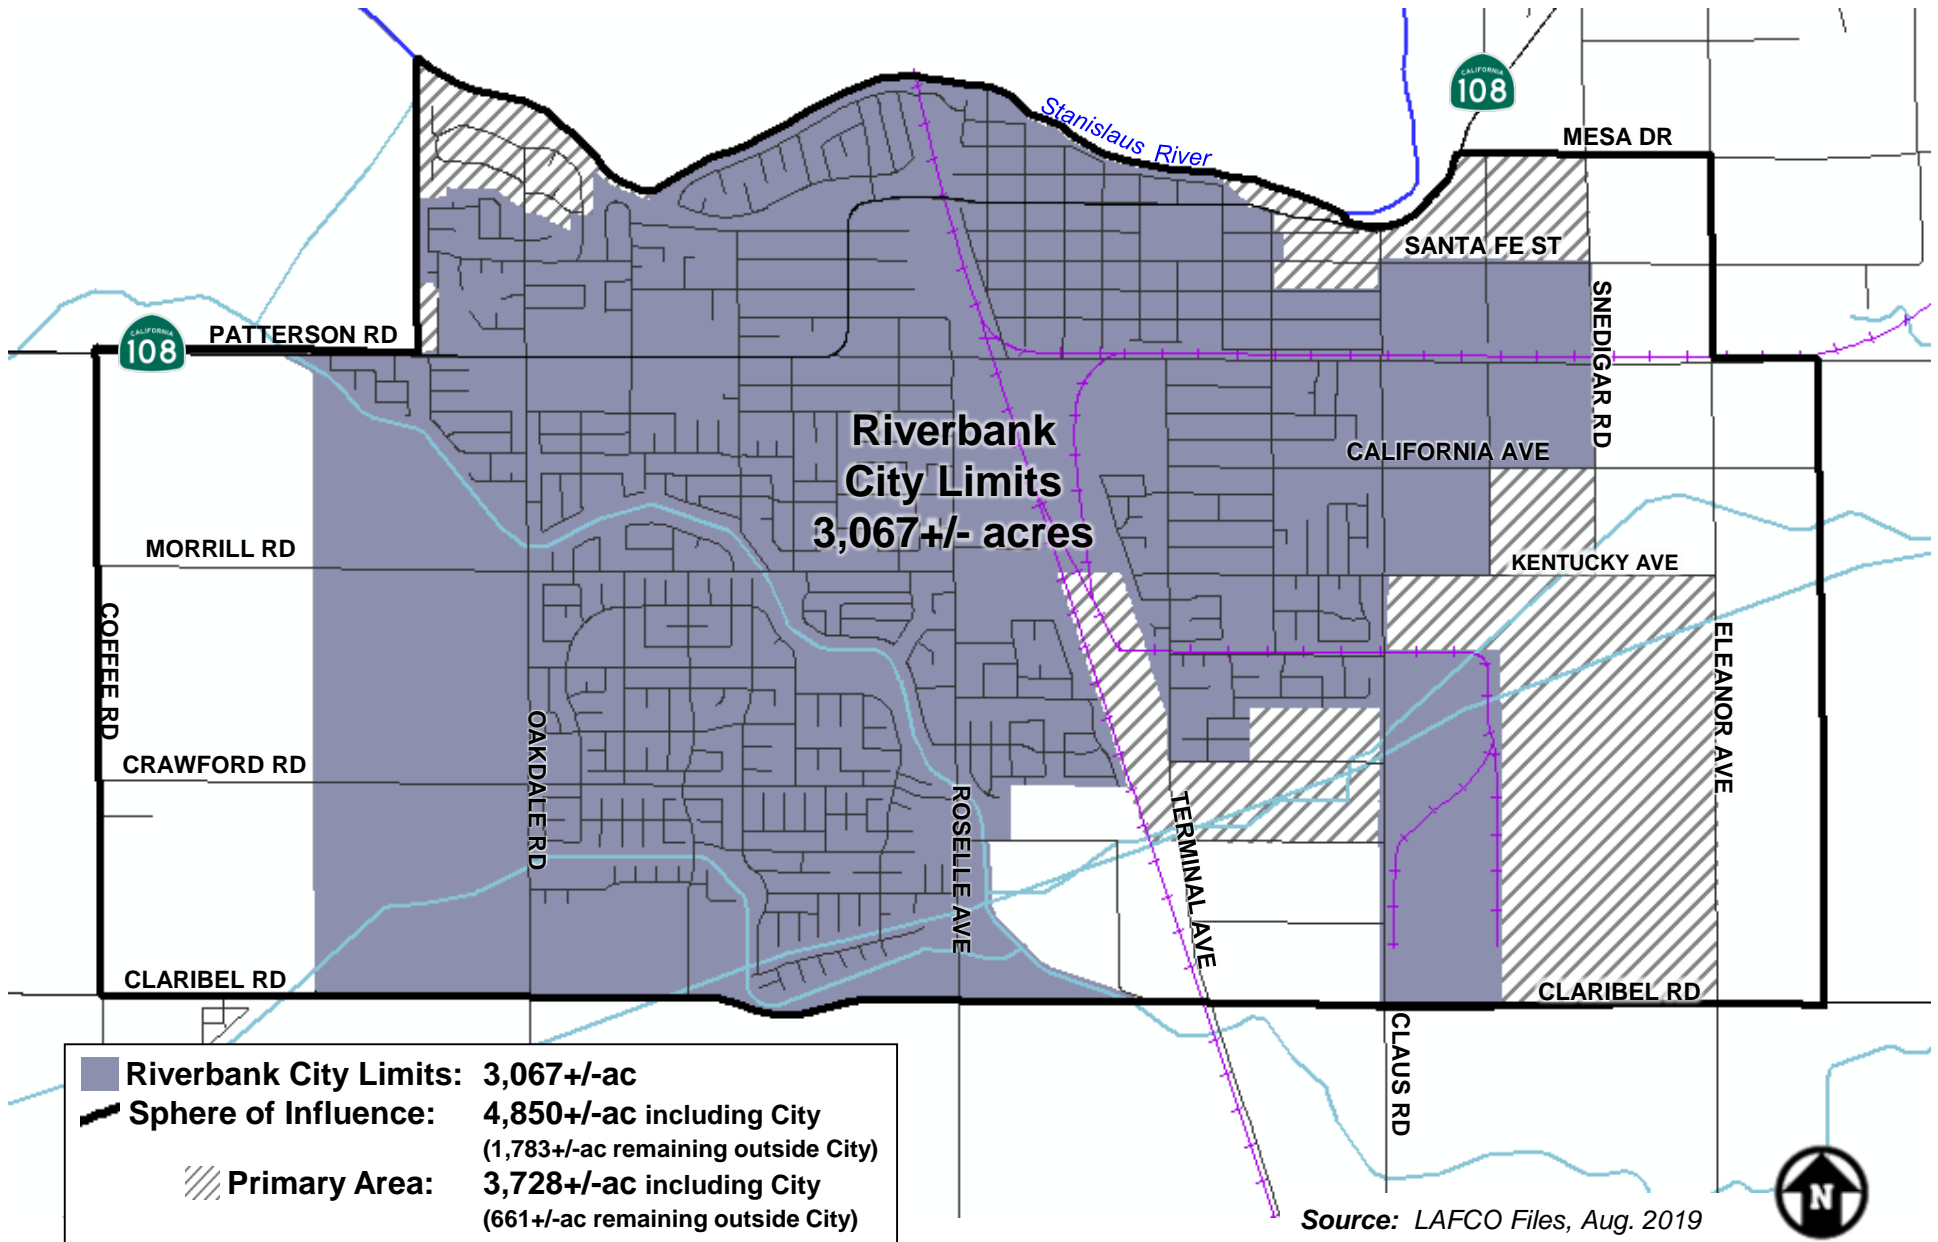 CALIFORNIA
108
MESA DR
Stanislaus River
SANTA FE ST
SNEDIGAR RD
CALIFORNIA
108
PATTERSON RD
Riverbank
City Limits
3,067+/- acres
CALIFORNIA AVE
MORRILL RD
KENTUCKY AVE
COFFEE RD
ELEANOR AVE
OAKDALE RD
CRAWFORD RD
ROSELLE AVE
TERMINAL AVE
CLARIBEL RD
CLARIBEL RD
CLAUS RD
Riverbank City Limits: 3,067+/-ac
Sphere of Influence: 4,850+/-ac including City
(1,783+/-ac remaining outside City)
Primary Area: 3,728+/-ac including City
(661+/-ac remaining outside City)
Source: LAFCO Files, Aug. 2019
N